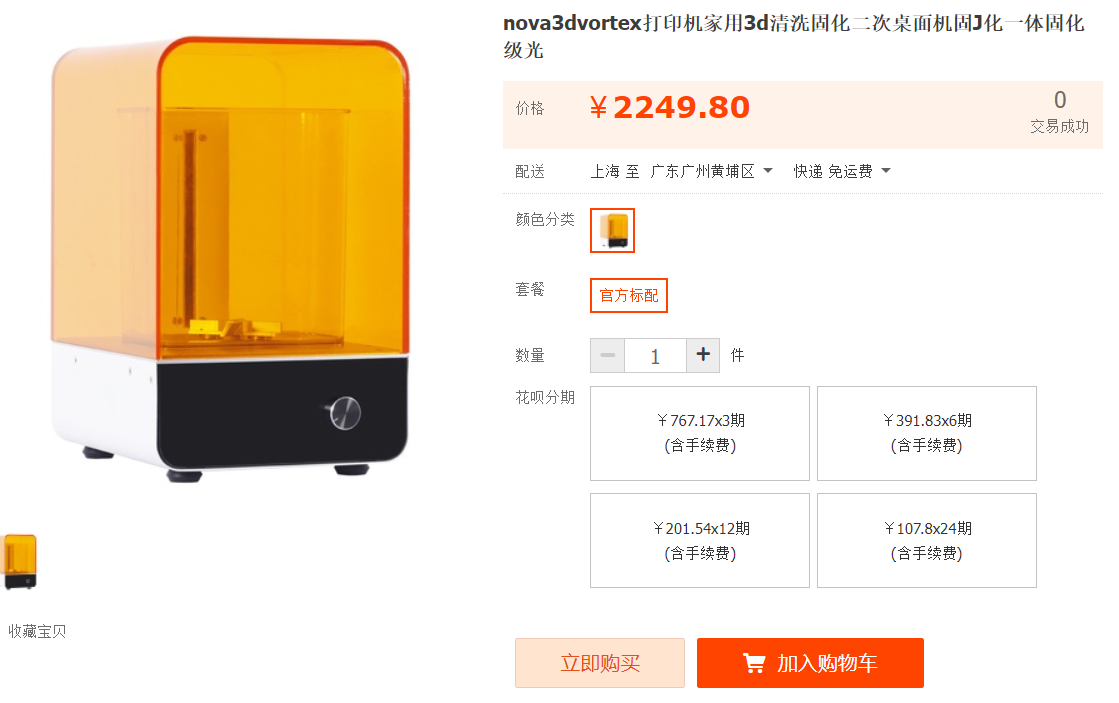 nova3dvortex打印机家用3d清洗固化二次桌面机固J化一体固化
级光
价格
￥2249.80
0
交易成功
配送
上海 至 广东广州黄埔区
快递 免运费
颜色分类
套餐
官方标配
数量
1
件
花呗分期
￥767.17x3期
(含手续费)
￥391.83x6期
(含手续费)
￥201.54x12期
(含手续费)
￥107.8x24期
(含手续费)
收藏宝贝
立即购买
加入购物车